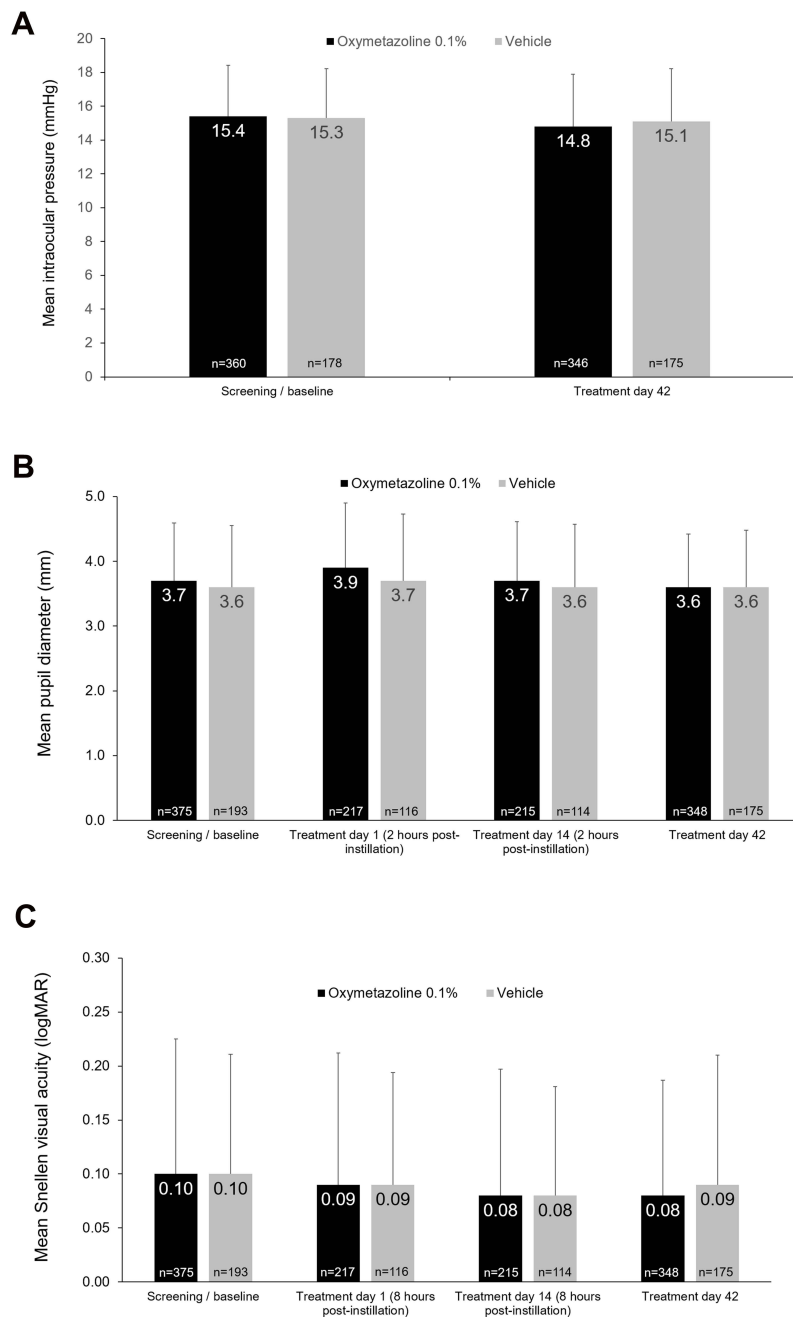 A
Oxymetazoline 0.1% Vehicle
Mean intraocular pressure (mmHg)
20
18
16
14
12
10
8
6
4
2
0
15.4 15.3 14.8 15.1
n=360 n=178 n=346 n=175
Screening / baseline Treatment day 42
B
Oxymetazoline 0.1% Vehicle
Mean pupil diameter (mm)
5.0
4.0
3.0
2.0
1.0
0.0
3.7 3.6 3.9 3.7 3.7 3.6 3.6 3.6
n=375 n=193 n=217 n=116 n=215 n=114 n=348 n=175
Screening / baseline Treatment day 1 (2 hours post- Treatment day 14 (2 hours Treatment day 42
instillation) post-instillation)
C
Oxymetazoline 0.1% Vehicle
Mean Snellen visual acuity (logMAR)
0.30
0.25
0.20
0.15
0.10
0.05
0.00
0.10 0.10 0.09 0.09 0.08 0.08 0.08 0.09
n=375 n=193 n=217 n=116 n=215 n=114 n=348 n=175
Screening / baseline Treatment day 1 (8 hours Treatment day 14 (8 hours Treatment day 42
post-instillation) post-instillation)